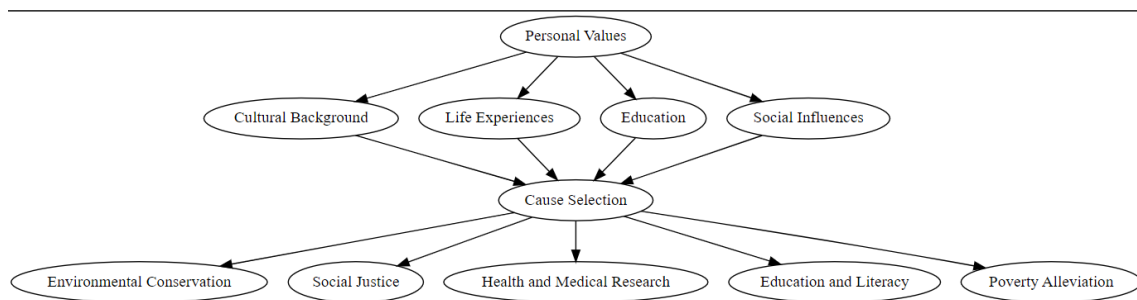 Personal Values
Cultural Background
Life Experiences
Education
Social Influences
Cause Selection
Environmental Conservation
Social Justice
Health and Medical Research
Education and Literacy
Poverty Alleviation